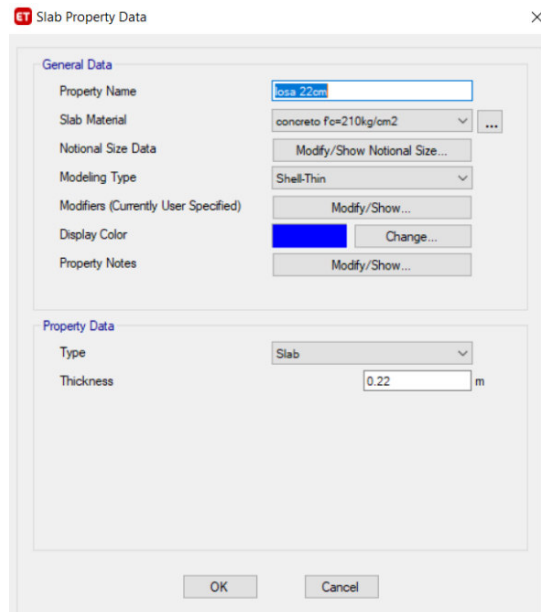 ET Slab Property Data
General Data
Property Name losa 22cm
Slab Material concreto f'c=210kg/cm2 ...
Notional Size Data Modify/Show Notional Size...
Modeling Type Shell-Thin
Modifiers (Currently User Specified) Modify/Show...
Display Color Change...
Property Notes Modify/Show...
Property Data
Type Slab
Thickness 0.22 m
OK Cancel